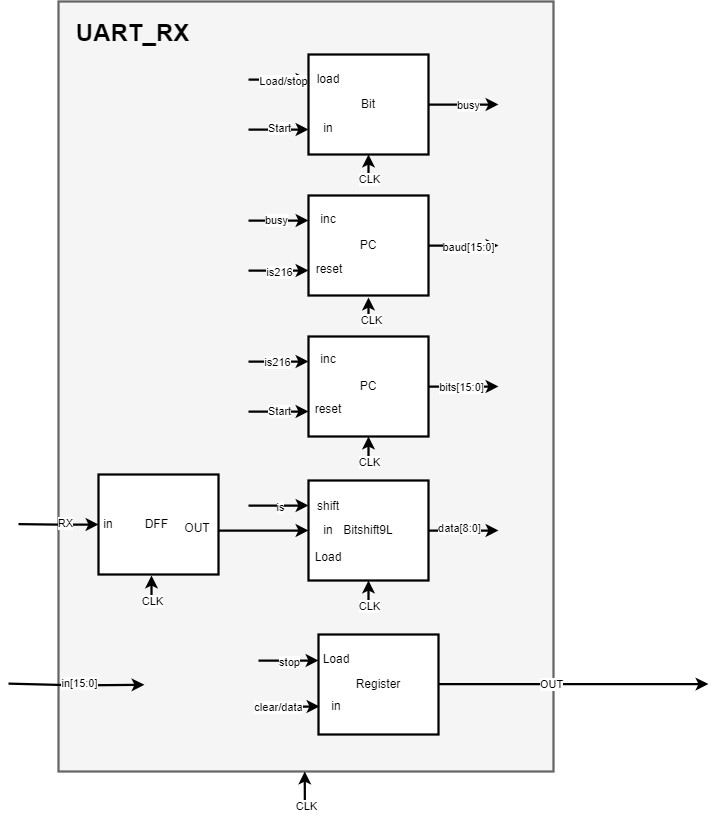 UART_RX
Load/stop
load
Bit
busy
Start
in
CLK
busy
inc
PC
baud[15:0]
is216
reset
CLK
is216
inc
PC
bits[15:0]
Start
reset
CLK
RX
in
DFF
OUT
CLK
is
shift
in
Bitshift9L
data[8:0]
Load
CLK
in[15:0]
stop
Load
Register
OUT
clear/data
in
CLK